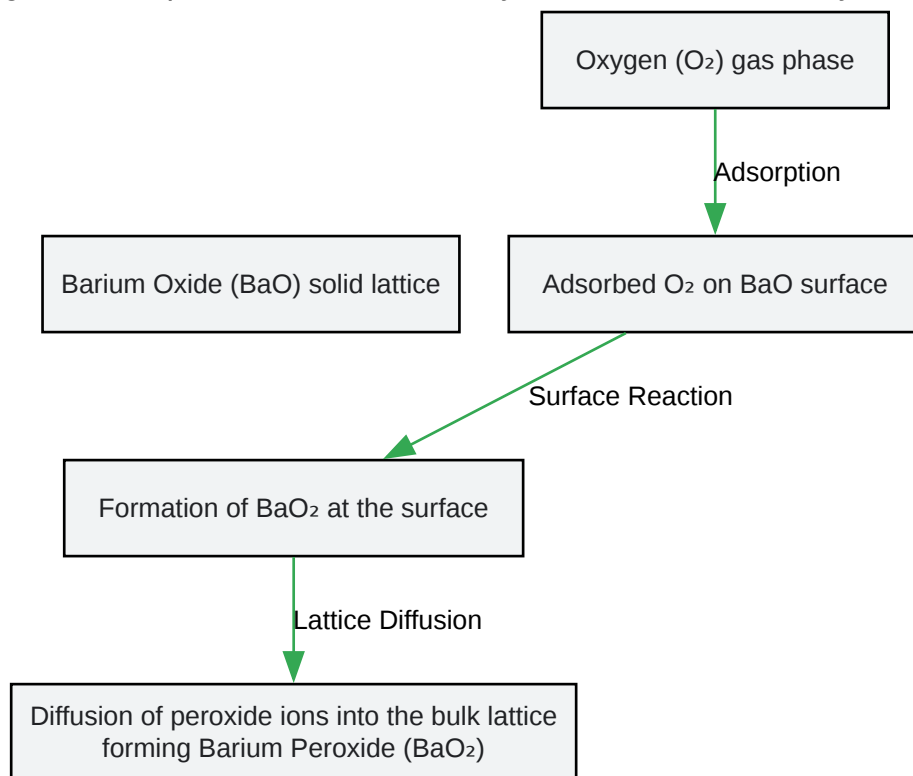 Oxygen (O₂) gas phase
Adsorption
Barium Oxide (BaO) solid lattice
Adsorbed O₂ on BaO surface
Surface Reaction
Formation of BaO₂ at the surface
Lattice Diffusion
Diffusion of peroxide ions into the bulk lattice
forming Barium Peroxide (BaO₂)